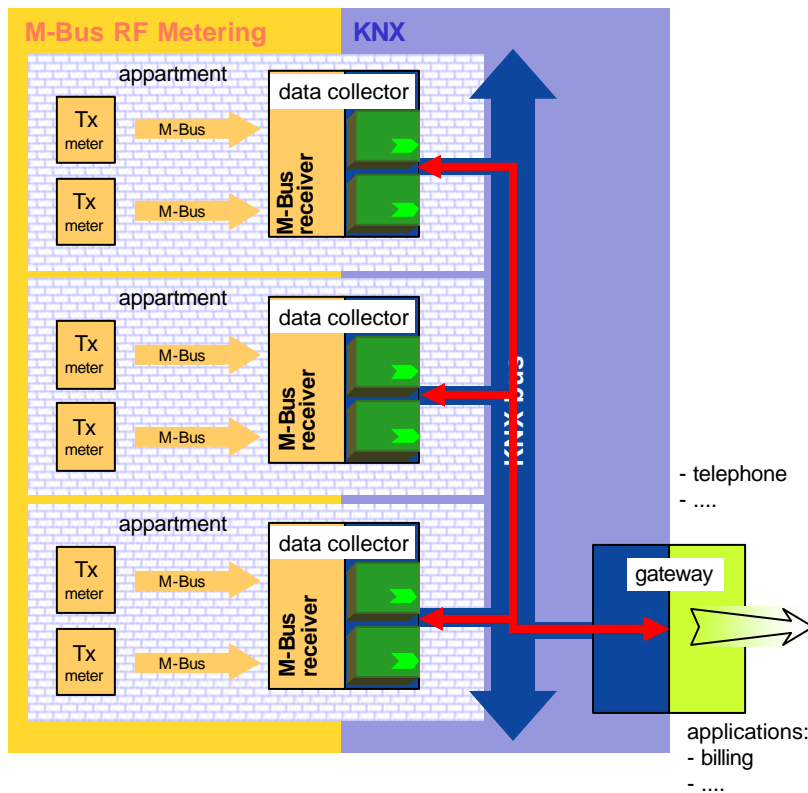 M-Bus RF Metering
KNX
appartment
data collector
Tx
meter
M-Bus
Tx
meter
M-Bus
M-Bus
receiver
appartment
data collector
Tx
meter
M-Bus
Tx
meter
M-Bus
M-Bus
receiver
KNX bus
appartment
data collector
Tx
meter
M-Bus
Tx
meter
M-Bus
M-Bus
receiver
- telephone
- ....
gateway
applications:
- billing
- ....